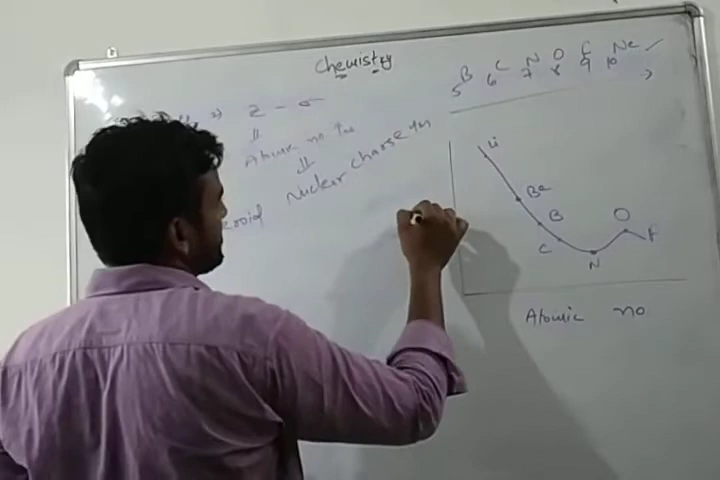 Chemistry
B C N O F Ne
5 6 7 8 9 10
Z - σ
Atomic no
Nuclear charge
Li
Be
B
C
N
O
F
Atomic no.